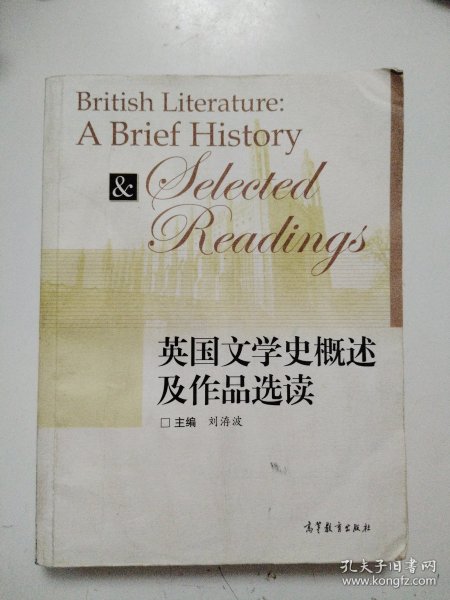 British Literature:
A Brief History
& Selected
Readings
英国文学史概述
及作品选读
□主编 刘洊波
高等教育出版社
孔夫子旧书网
www.kongfz.com